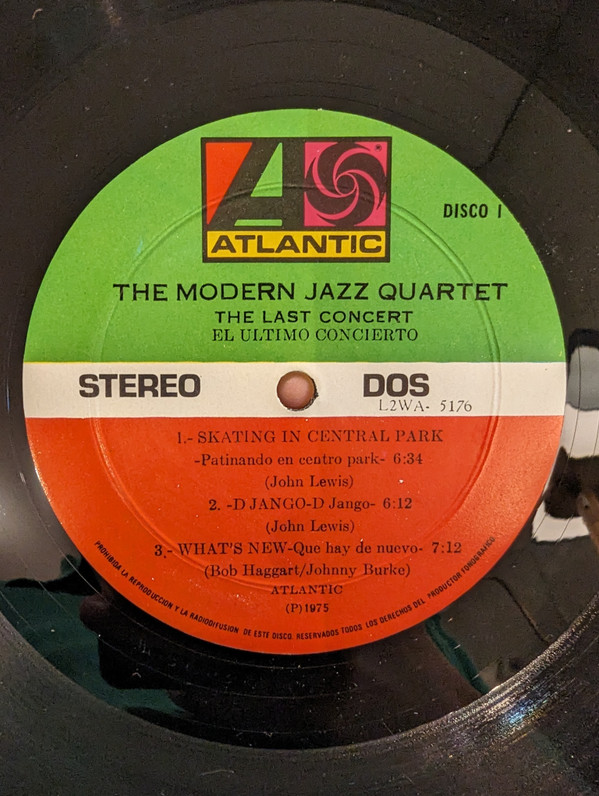 ATLANTIC
DISCO 1
THE MODERN JAZZ QUARTET
THE LAST CONCERT
EL ULTIMO CONCIERTO
STEREO
DOS
L2WA- 5176
1.- SKATING IN CENTRAL PARK
-Patinando en centro park- 6:34
(John Lewis)
2. -D JANGO-D Jango- 6:12
(John Lewis)
3.- WHAT'S NEW-Que hay de nuevo- 7:12
(Bob Haggart/Johnny Burke)
ATLANTIC
(P)1975
PROHIBIDA LA REPRODUCCION Y LA RADIODIFUSION DE ESTE DISCO. RESERVADOS TODOS LOS DERECHOS DEL PRODUCTOR FONOGRAFICO